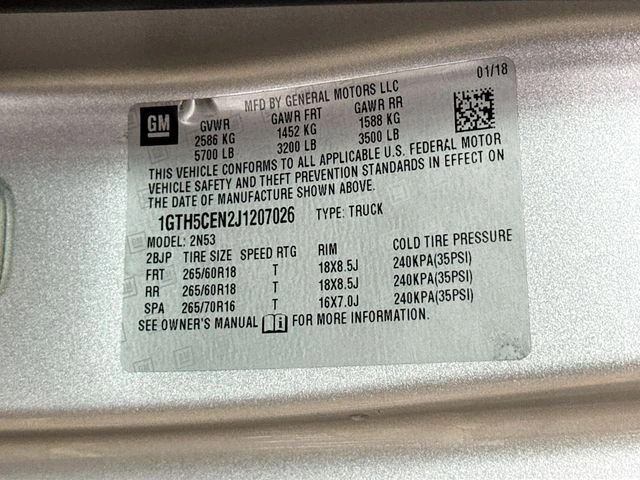 MFD BY GENERAL MOTORS LLC 01/18
GM GVWR GAWR FRT GAWR RR
2586 KG 1452 KG 1588 KG
5700 LB 3200 LB 3500 LB
THIS VEHICLE CONFORMS TO ALL APPLICABLE U.S. FEDERAL MOTOR
VEHICLE SAFETY AND THEFT PREVENTION STANDARDS IN EFFECT ON
THE DATE OF MANUFACTURE SHOWN ABOVE.
1GTH5CEN2J1207026 TYPE: TRUCK
MODEL: 2N53
2BJP TIRE SIZE SPEED RTG RIM COLD TIRE PRESSURE
FRT 265/60R18 T 18X8.5J 240KPA(35PSI)
RR 265/60R18 T 18X8.5J 240KPA(35PSI)
SPA 265/70R16 T 16X7.0J 240KPA(35PSI)
SEE OWNER'S MANUAL FOR MORE INFORMATION.